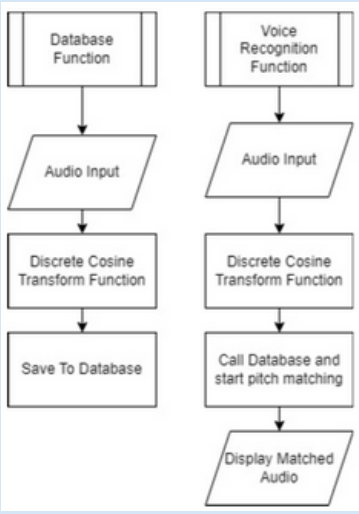 Database
Function
Audio Input
Discrete Cosine
Transform Function
Save To Database
Voice
Recognition
Function
Audio Input
Discrete Cosine
Transform Function
Call Database and
start pitch matching
Display Matched
Audio